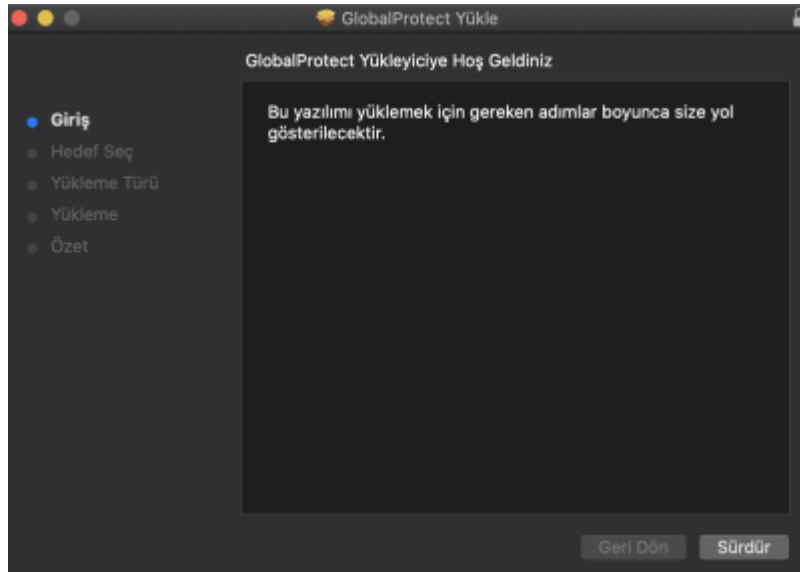 GlobalProtect Yükle
GlobalProtect Yükleyiciye Hoş Geldiniz
Giriş
Hedef Seç
Yükleme Türü
Yükleme
Özet
Bu yazılımı yüklemek için gereken adımlar boyunca size yol
gösterilecektir.
Geri Dön
Sürdür